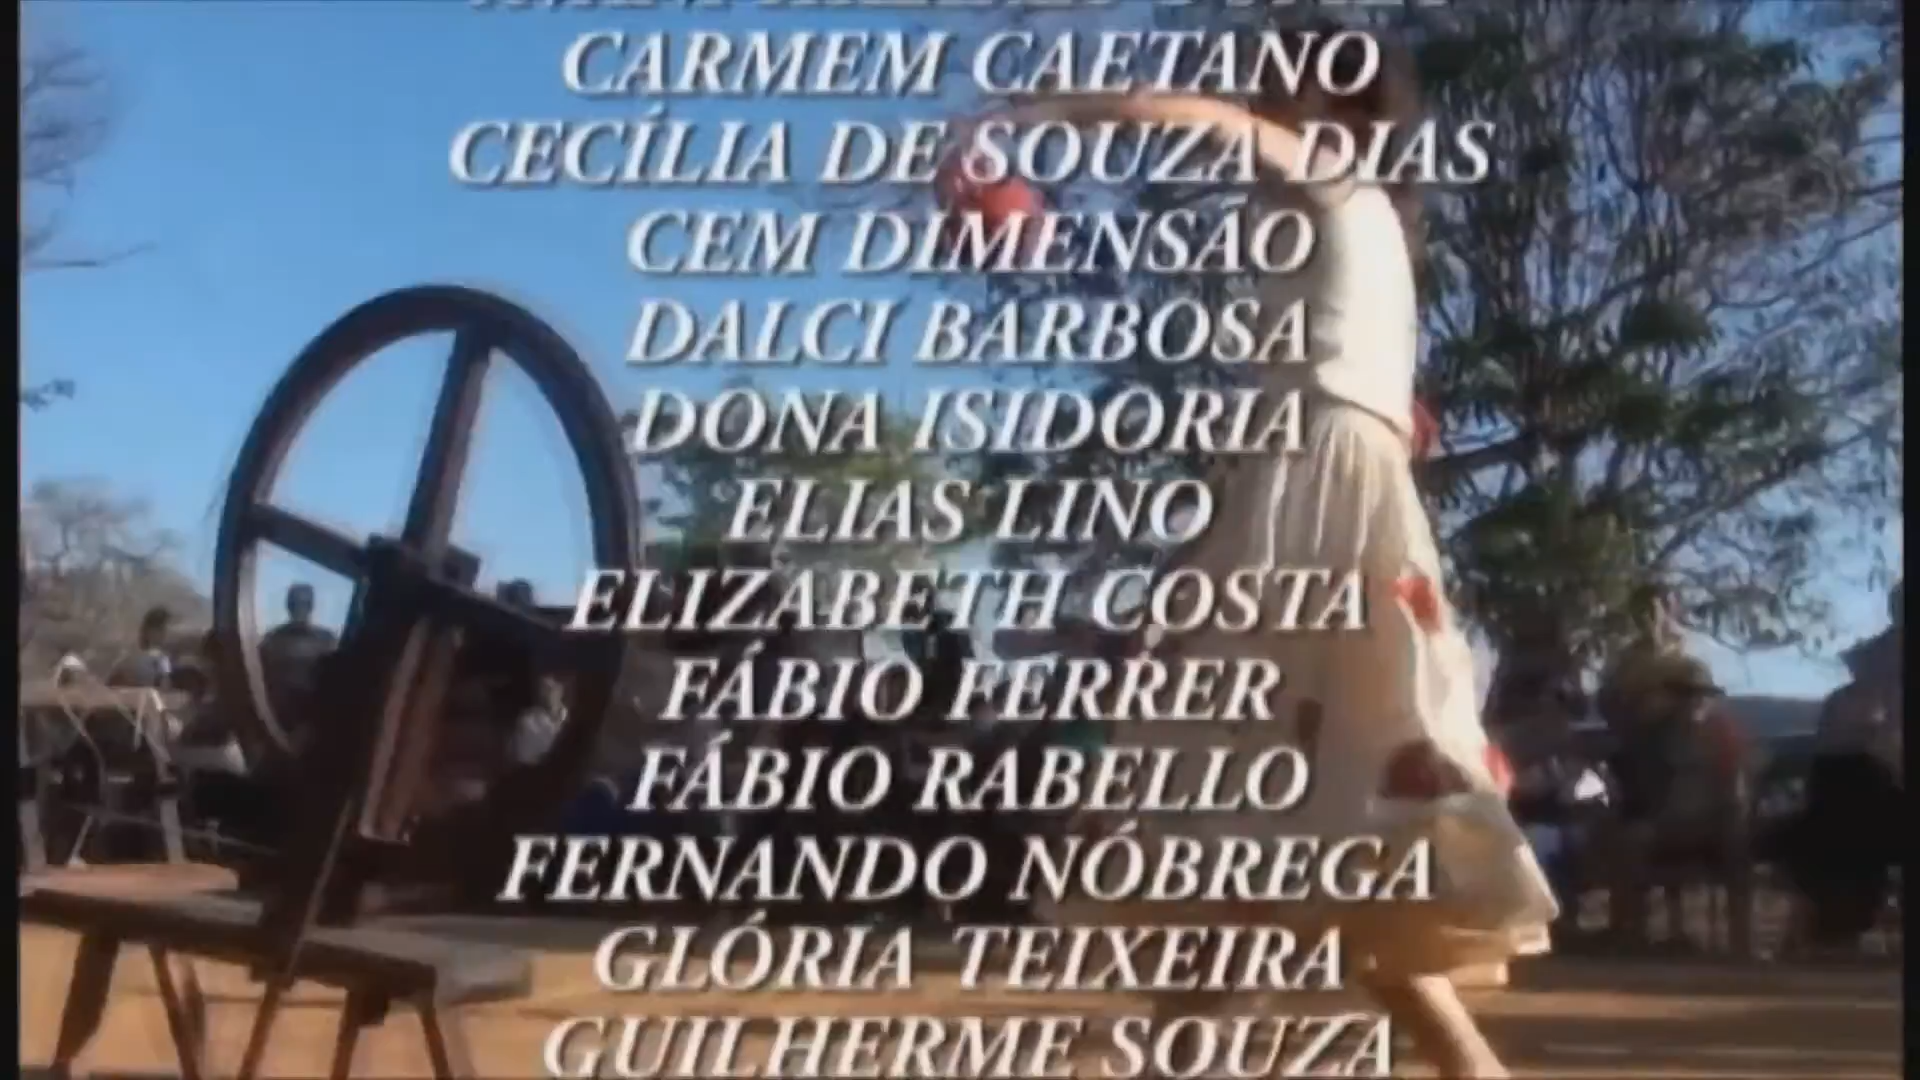 CARMEM CAETANO
CECÍLIA DE SOUZA DIAS
CEM DIMENSÃO
DALCI BARBOSA
DONA ISIDORIA
ELIAS LINO
ELIZABETH COSTA
FÁBIO FERRER
FÁBIO RABELLO
FERNANDO NÓBREGA
GLÓRIA TEIXEIRA
GUILHERME SOUZA